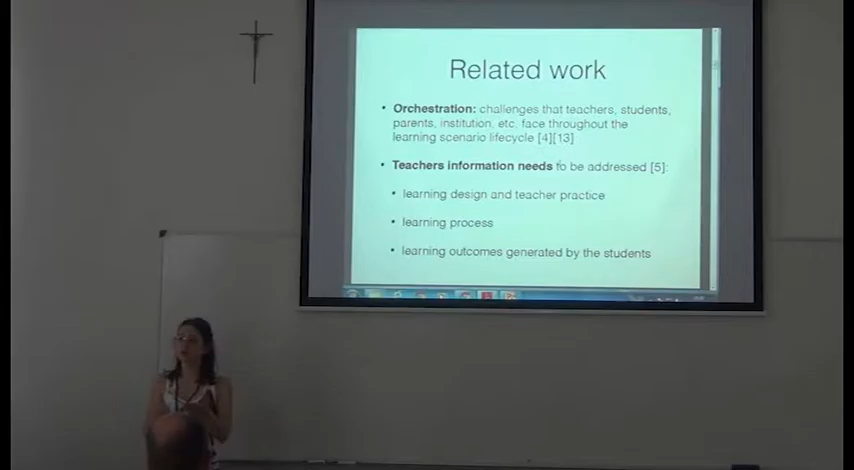 Related work
• Orchestration: challenges that teachers, students,
parents, institution, etc. face throughout the
learning scenario lifecycle [4][13]
• Teachers information needs to be addressed [5]:
• learning design and teacher practice
• learning process
• learning outcomes generated by the students